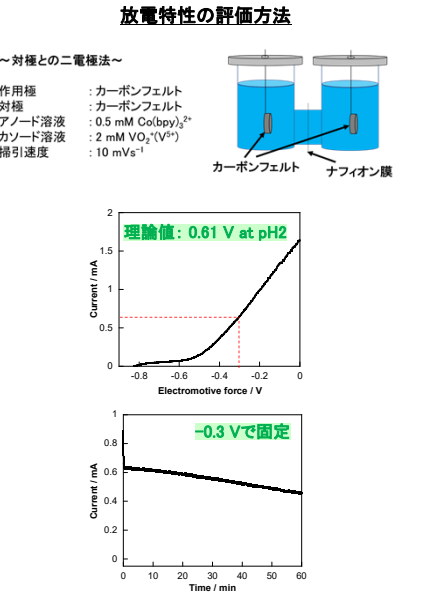 放電特性の評価方法
～対極との二電極法～
作用極 : カーボンフェルト
対極 : カーボンフェルト
アノード溶液 : 0.5 mM Co(bpy)₃²⁺
カソード溶液 : 2 mM VO₂⁺(V⁵⁺)
掃引速度 : 10 mVs⁻¹
カーボンフェルト
ナフィオン膜
理論値: 0.61 V at pH2
2
1.5
1
0.5
0
Current / mA
-0.8 -0.6 -0.4 -0.2 0
Electromotive force / V
-0.3 Vで固定
1
0.8
0.6
0.4
0.2
0
Current / mA
0 10 20 30 40 50 60
Time / min